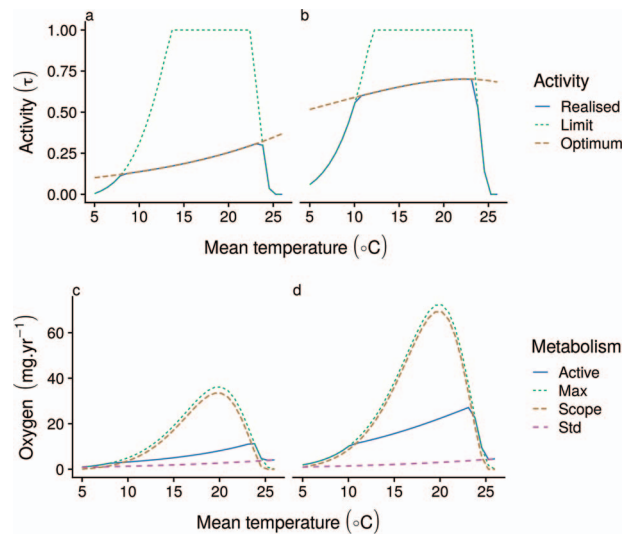 a
b
1.00
0.75
0.50
0.25
0.00
Activity (τ)
5 10 15 20 25
5 10 15 20 25
Mean temperature (∘C)
Activity
Realised
Limit
Optimum
c
d
60
40
20
0
Oxygen (mg.yr⁻¹)
5 10 15 20 25
5 10 15 20 25
Mean temperature (∘C)
Metabolism
Active
Max
Scope
Std